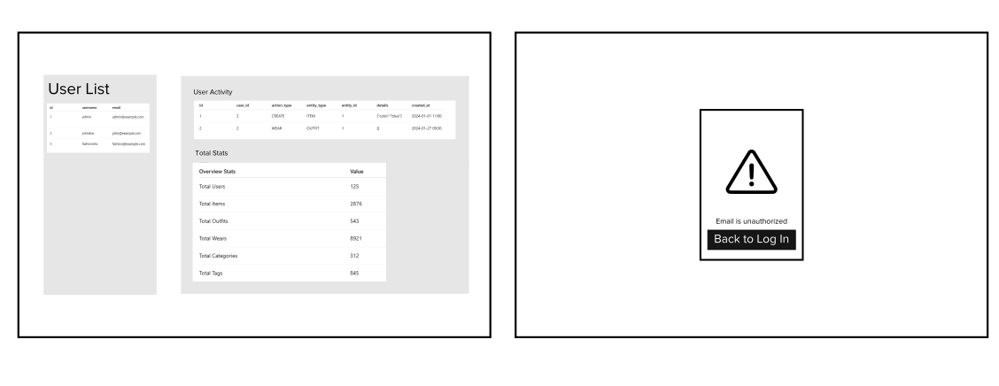 User List
id username email
1 admin admin@example.com
2 johndoe john@example.com
3 fashionista fashion@example.com
User Activity
id user_id action_type entity_type entity_id details created_at
1 2 CREATE ITEM 1 {"color":"blue"} 2024-01-01 11:00
2 2 WEAR OUTFIT 1 {} 2024-01-27 09:00
Total Stats
Overview Stats Value
Total Users 125
Total Items 2876
Total Outfits 543
Total Wears 8921
Total Categories 312
Total Tags 845
Email is unauthorized
Back to Log In